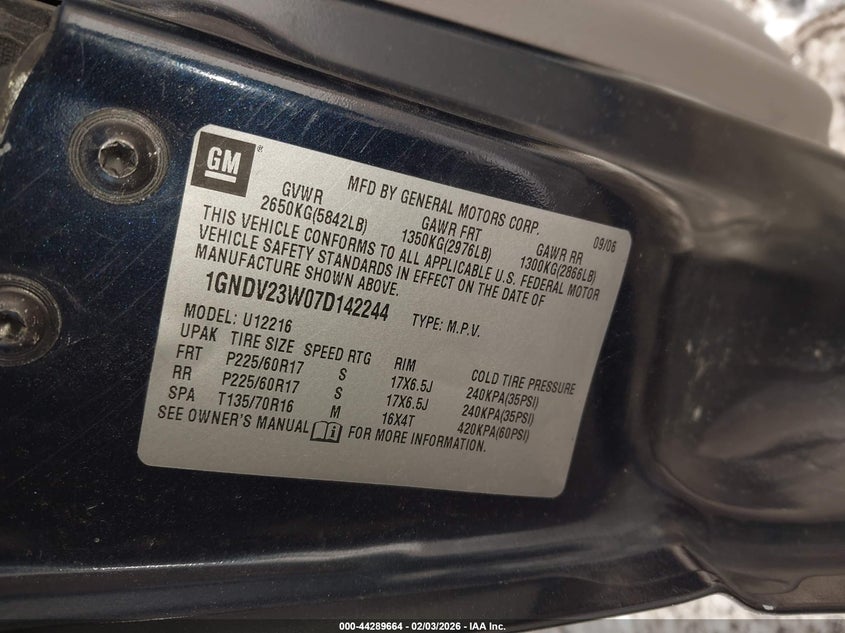 GM ®
MFD BY GENERAL MOTORS CORP. 09/06
GVWR GAWR FRT GAWR RR
2650KG(5842LB) 1350KG(2976LB) 1300KG(2866LB)
THIS VEHICLE CONFORMS TO ALL APPLICABLE U.S. FEDERAL MOTOR
VEHICLE SAFETY STANDARDS IN EFFECT ON THE DATE OF
MANUFACTURE SHOWN ABOVE.
1GNDV23W07D142244 TYPE: M.P.V.
MODEL: U12216
UPAK TIRE SIZE SPEED RTG RIM COLD TIRE PRESSURE
FRT P225/60R17 S 17X6.5J 240KPA(35PSI)
RR P225/60R17 S 17X6.5J 240KPA(35PSI)
SPA T135/70R16 M 16X4T 420KPA(60PSI)
SEE OWNER'S MANUAL i FOR MORE INFORMATION.
000-44289664 | 02/03/2026 – IAA Inc.